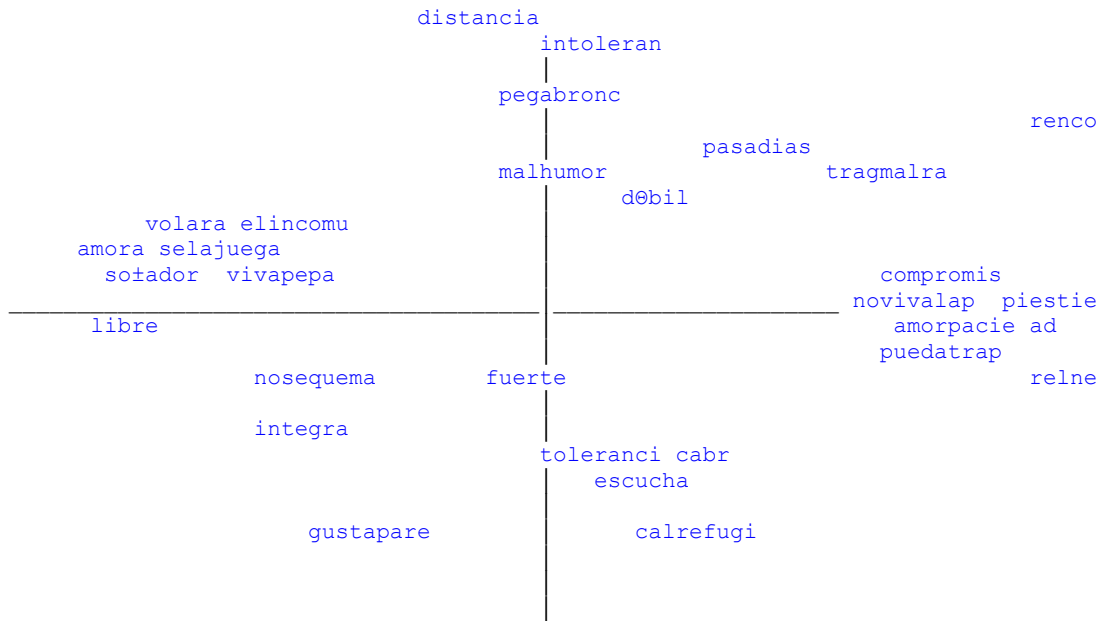 distancia
intoleran
pegabronc
renco
pasadias
malhumor tragmalra
dθbil
volara elincomu
amora selajuega
so±ador vivapepa compromis
novivalap piestie
libre amorpacie ad
puedatrap
nosequema fuerte relne
integra
toleranci cabr
escucha
gustapare calrefugi